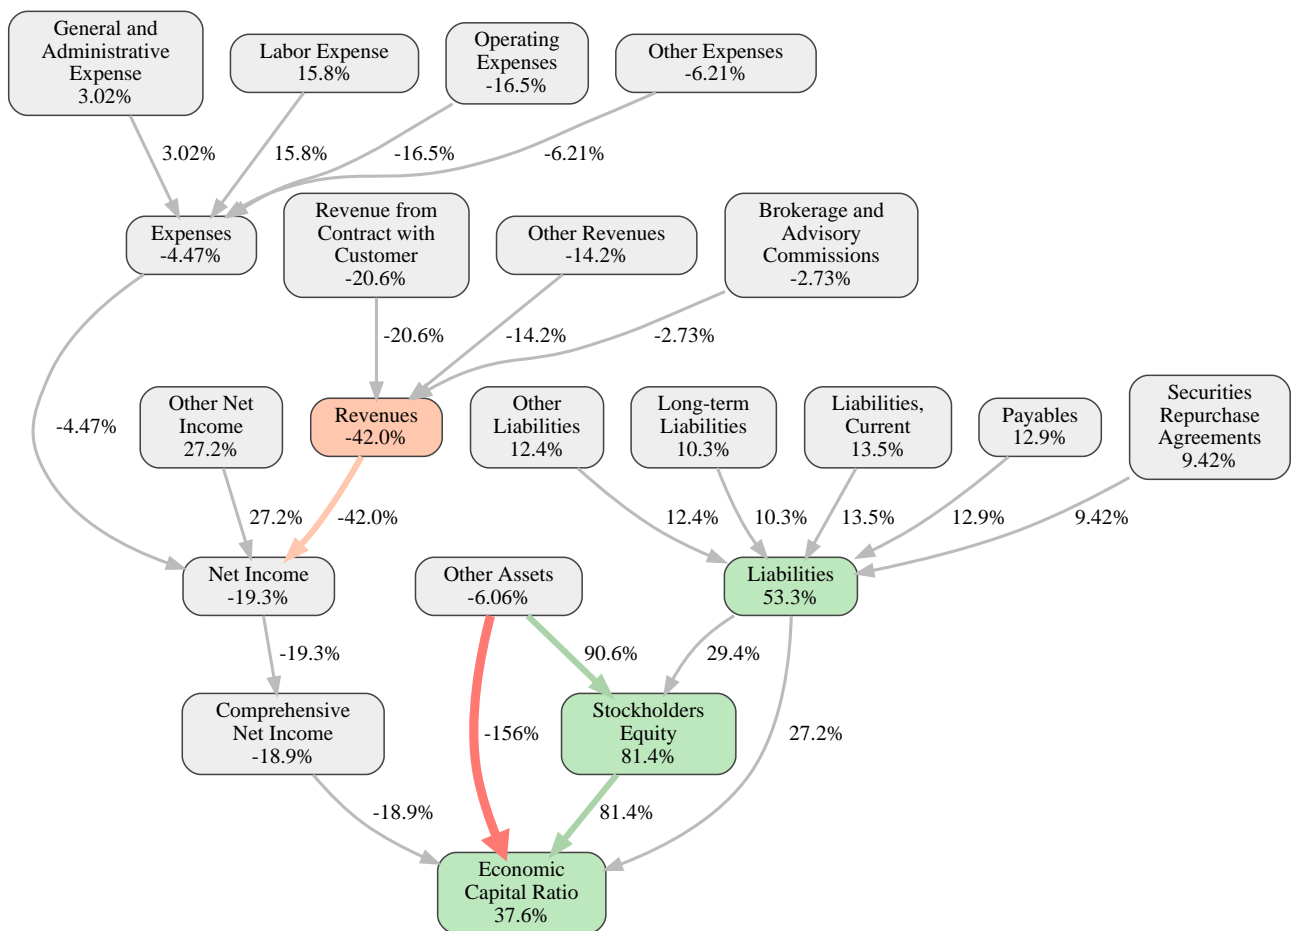 General and
Administrative
Expense
3.02%
Labor Expense
15.8%
Operating
Expenses
-16.5%
Other Expenses
-6.21%
3.02%
15.8%
-16.5%
-6.21%
Expenses
-4.47%
Revenue from
Contract with
Customer
-20.6%
Other Revenues
-14.2%
Brokerage and
Advisory
Commissions
-2.73%
-20.6%
-14.2%
-2.73%
-4.47%
Other Net
Income
27.2%
Revenues
-42.0%
Other
Liabilities
12.4%
Long-term
Liabilities
10.3%
Liabilities,
Current
13.5%
Payables
12.9%
Securities
Repurchase
Agreements
9.42%
27.2%
-42.0%
12.4%
10.3%
13.5%
12.9%
9.42%
Net Income
-19.3%
Other Assets
-6.06%
Liabilities
53.3%
-19.3%
90.6%
29.4%
Comprehensive
Net Income
-18.9%
-156%
Stockholders
Equity
81.4%
27.2%
-18.9%
81.4%
Economic
Capital Ratio
37.6%